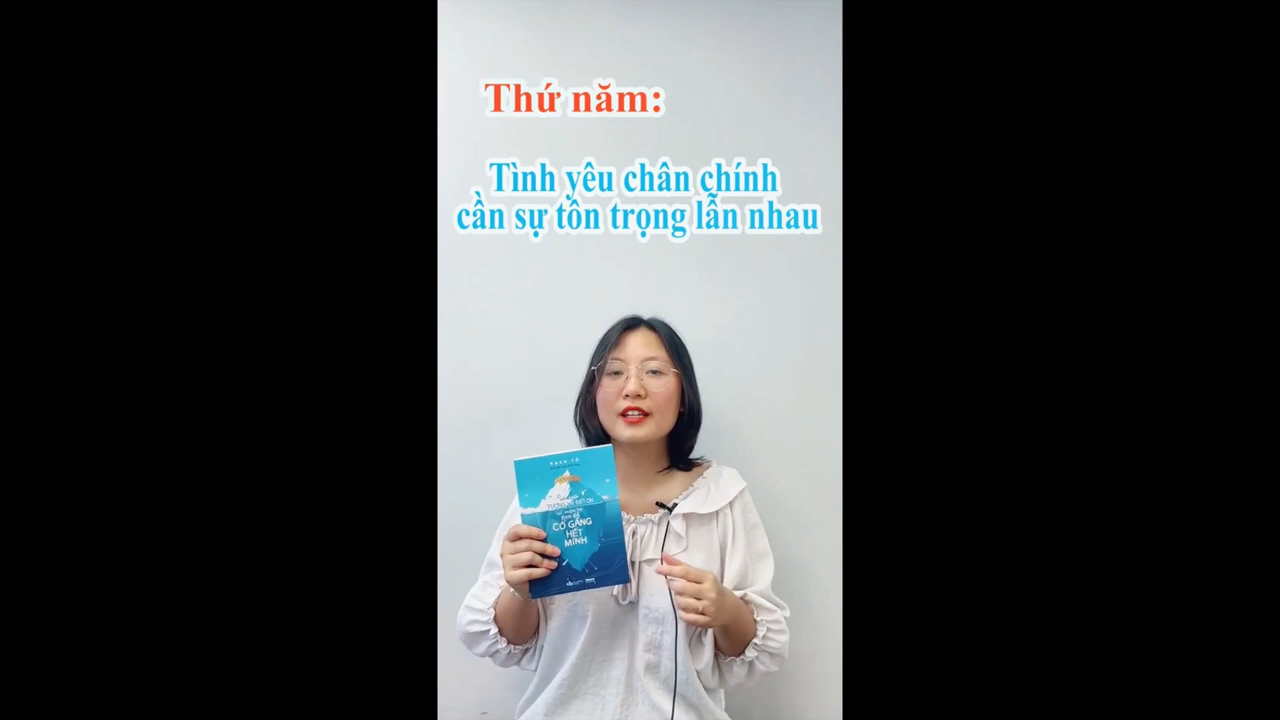 Thứ năm:
Tình yêu chân chính
cần sự tôn trọng lẫn nhau
CỐ GẮNG
HẾT
MÌNH